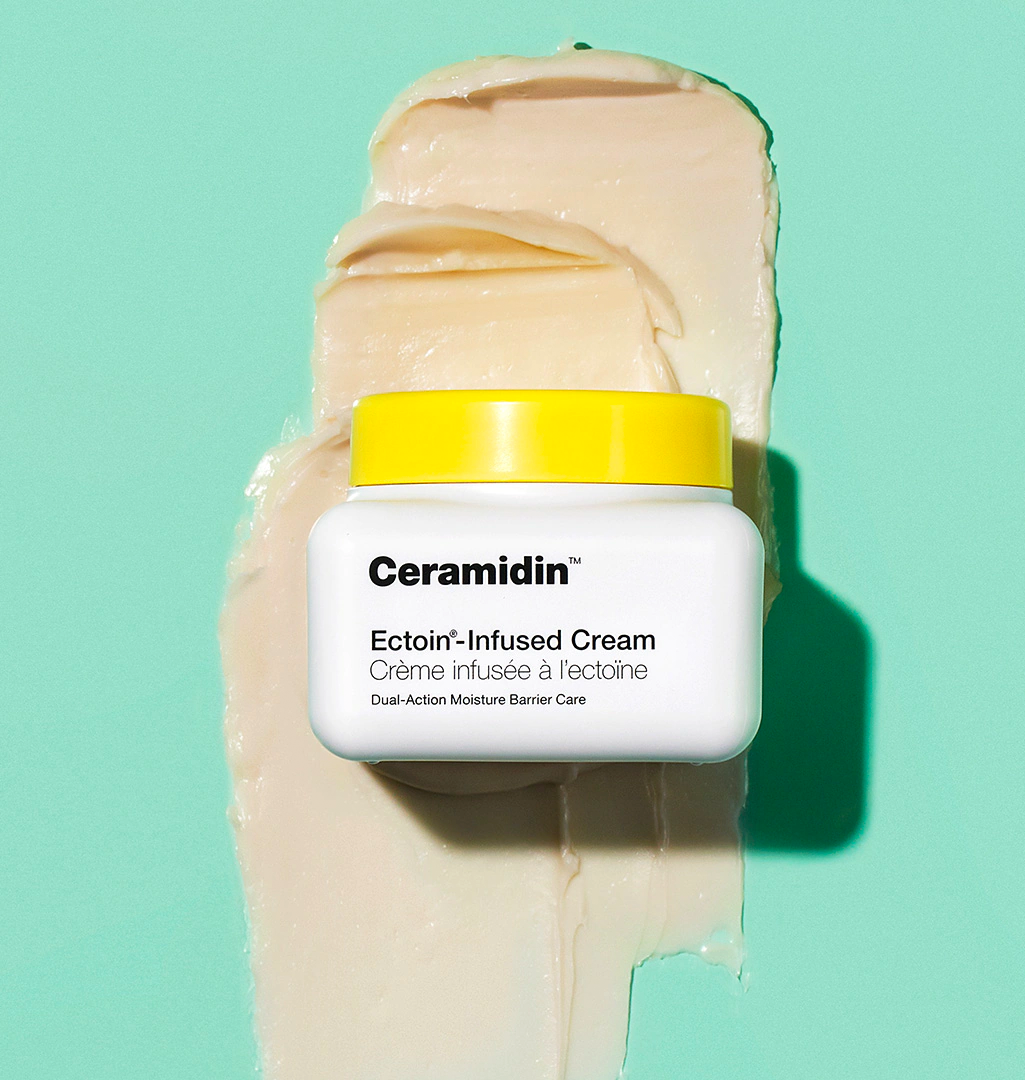 Ceramidin™
Ectoin®-Infused Cream
Crème infusée à l'ectoïne
Dual-Action Moisture Barrier Care